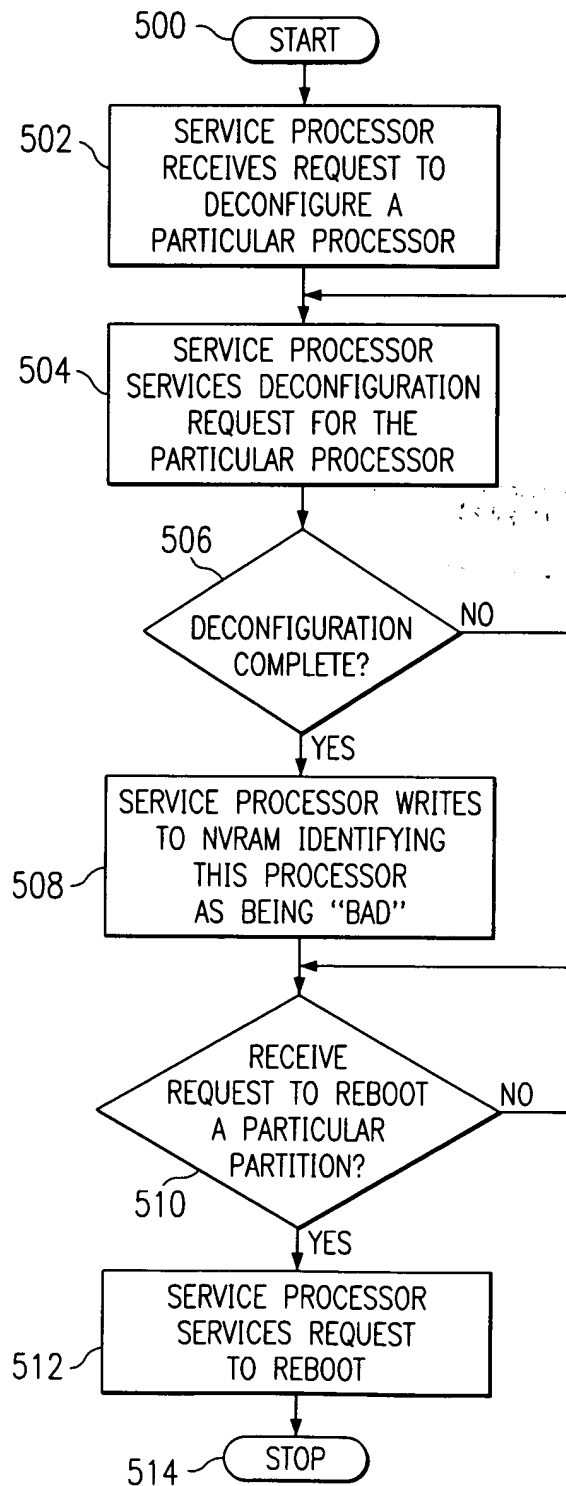 500
START
502
SERVICE PROCESSOR
RECEIVES REQUEST TO
DECONFIGURE A
PARTICULAR PROCESSOR
504
SERVICE PROCESSOR
SERVICES DECONFIGURATION
REQUEST FOR THE
PARTICULAR PROCESSOR
506
DECONFIGURATION
COMPLETE?
NO
YES
508
SERVICE PROCESSOR WRITES
TO NVRAM IDENTIFYING
THIS PROCESSOR
AS BEING “BAD”
RECEIVE
REQUEST TO REBOOT
A PARTICULAR
PARTITION?
NO
510
YES
512
SERVICE PROCESSOR
SERVICES REQUEST
TO REBOOT
514
STOP